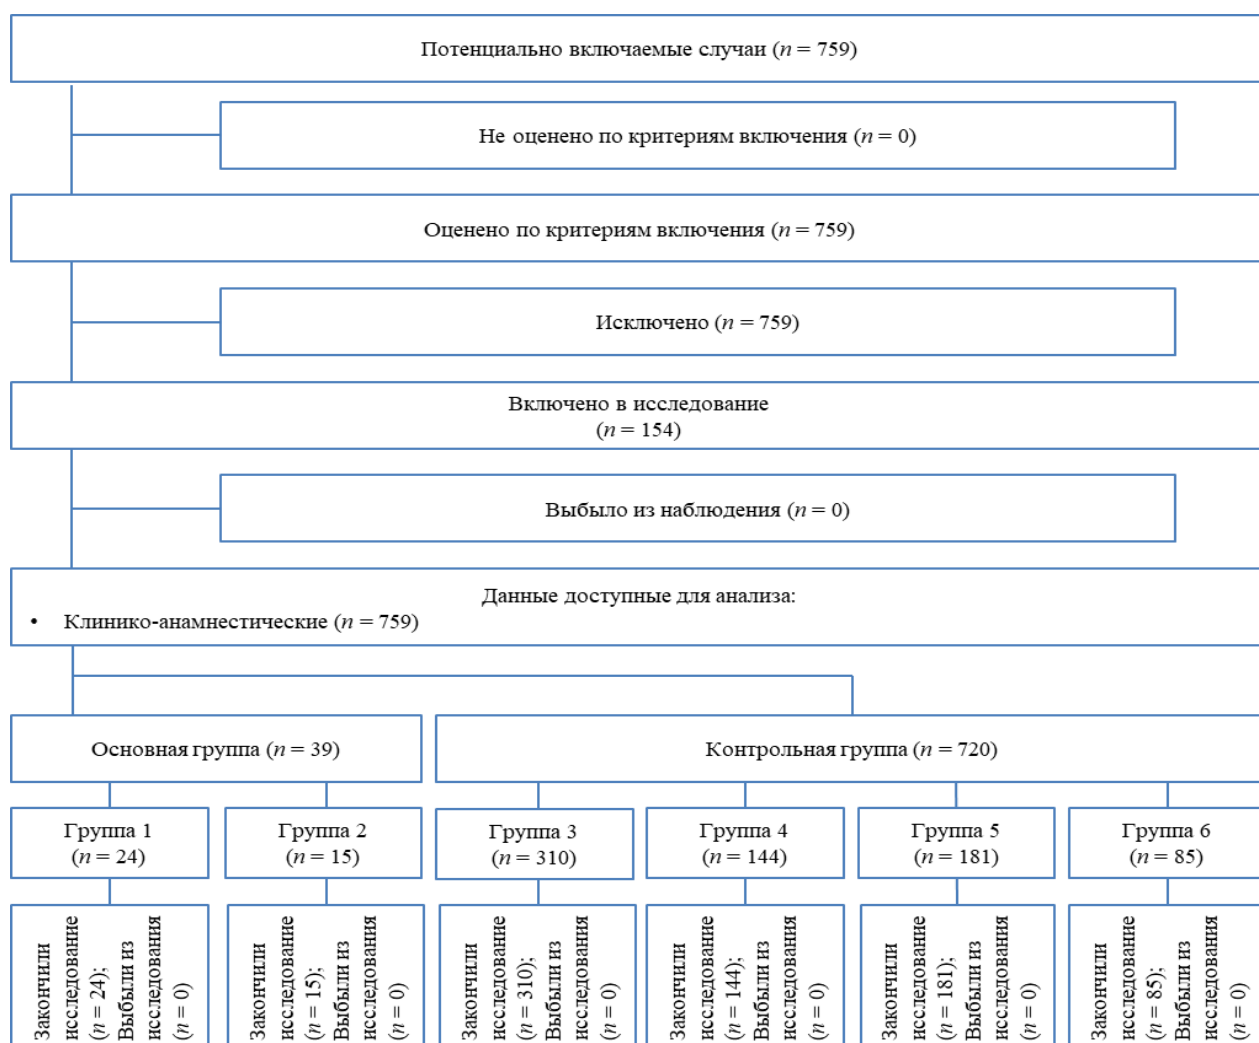 Потенциально включаемые случаи (n = 759)
Не оценено по критериям включения (n = 0)
Оценено по критериям включения (n = 759)
Исключено (n = 759)
Включено в исследование
(n = 154)
Выбыло из наблюдения (n = 0)
Данные доступные для анализа:
• Клинико-анамнестические (n = 759)
Основная группа (n = 39)
Контрольная группа (n = 720)
Группа 1
(n = 24)
Группа 2
(n = 15)
Группа 3
(n = 310)
Группа 4
(n = 144)
Группа 5
(n = 181)
Группа 6
(n = 85)
Закончили
исследование
(n = 24);
Выбыли из
исследования
(n = 0)
Закончили
исследование
(n = 15);
Выбыли из
исследования
(n = 0)
Закончили
исследование
(n = 310);
Выбыли из
исследования
(n = 0)
Закончили
исследование
(n = 144);
Выбыли из
исследования
(n = 0)
Закончили
исследование
(n = 181);
Выбыли из
исследования
(n = 0)
Закончили
исследование
(n = 85);
Выбыли из
исследования
(n = 0)